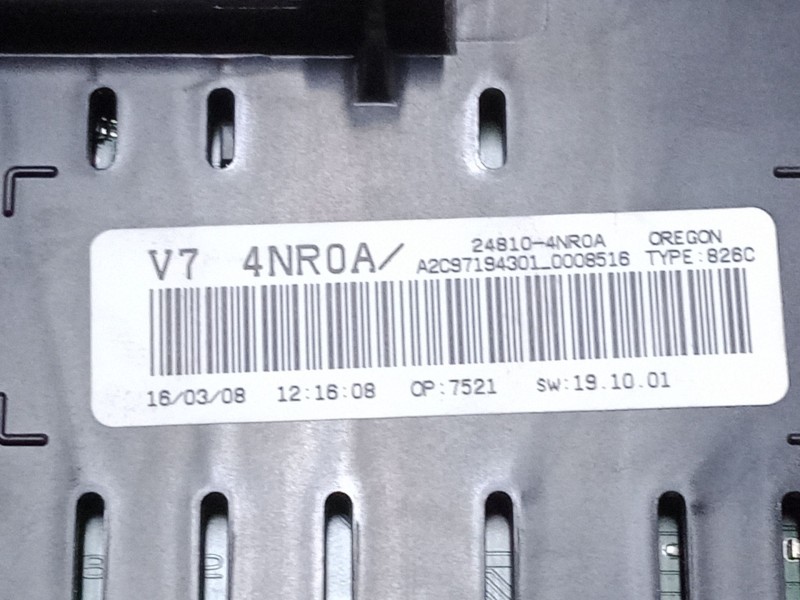 V7 4NR0A/ 24810-4NR0A OREGON
A2C97194301_0008516 TYPE:826C
16/03/08 12:16:08 OP:7521 SW:19.10.01